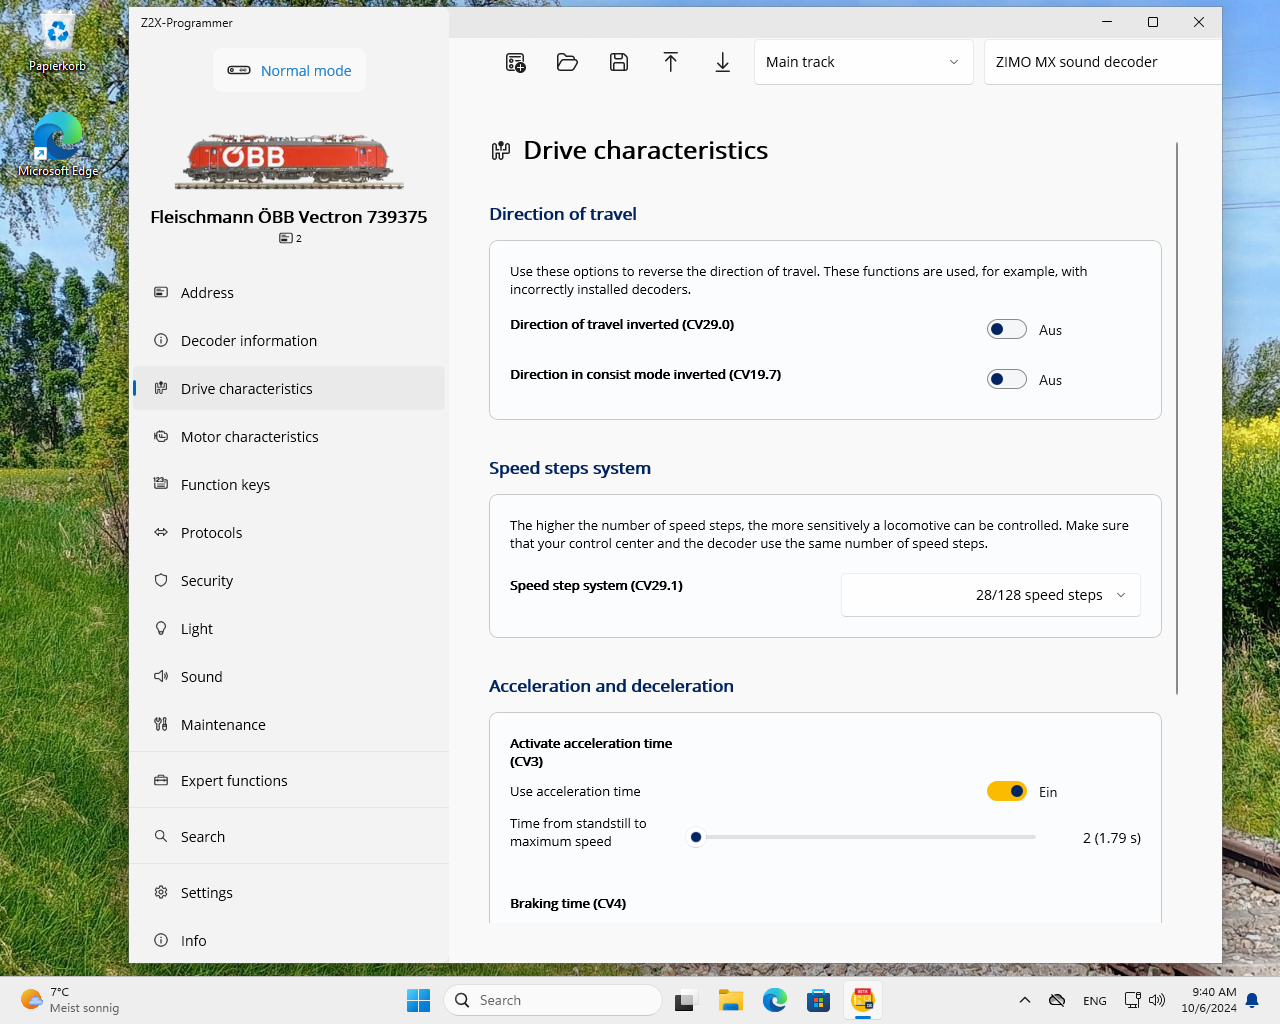 Papierkorb
Microsoft Edge
Z2X-Programmer
Normal mode
ÖBB
Fleischmann ÖBB Vectron 739375
2
Address
Decoder information
Drive characteristics
Motor characteristics
Function keys
Protocols
Security
Light
Sound
Maintenance
Expert functions
Search
Settings
Info
Main track
ZIMO MX sound decoder
Drive characteristics
Direction of travel
Use these options to reverse the direction of travel. These functions are used, for example, with
incorrectly installed decoders.
Direction of travel inverted (CV29.0)
Aus
Direction in consist mode inverted (CV19.7)
Aus
Speed steps system
The higher the number of speed steps, the more sensitively a locomotive can be controlled. Make sure
that your control center and the decoder use the same number of speed steps.
Speed step system (CV29.1)
28/128 speed steps
Acceleration and deceleration
Activate acceleration time
(CV3)
Use acceleration time
Ein
Time from standstill to
maximum speed
2 (1.79 s)
Braking time (CV4)
7°C
Meist sonnig
Search
ENG
9:40 AM
10/6/2024